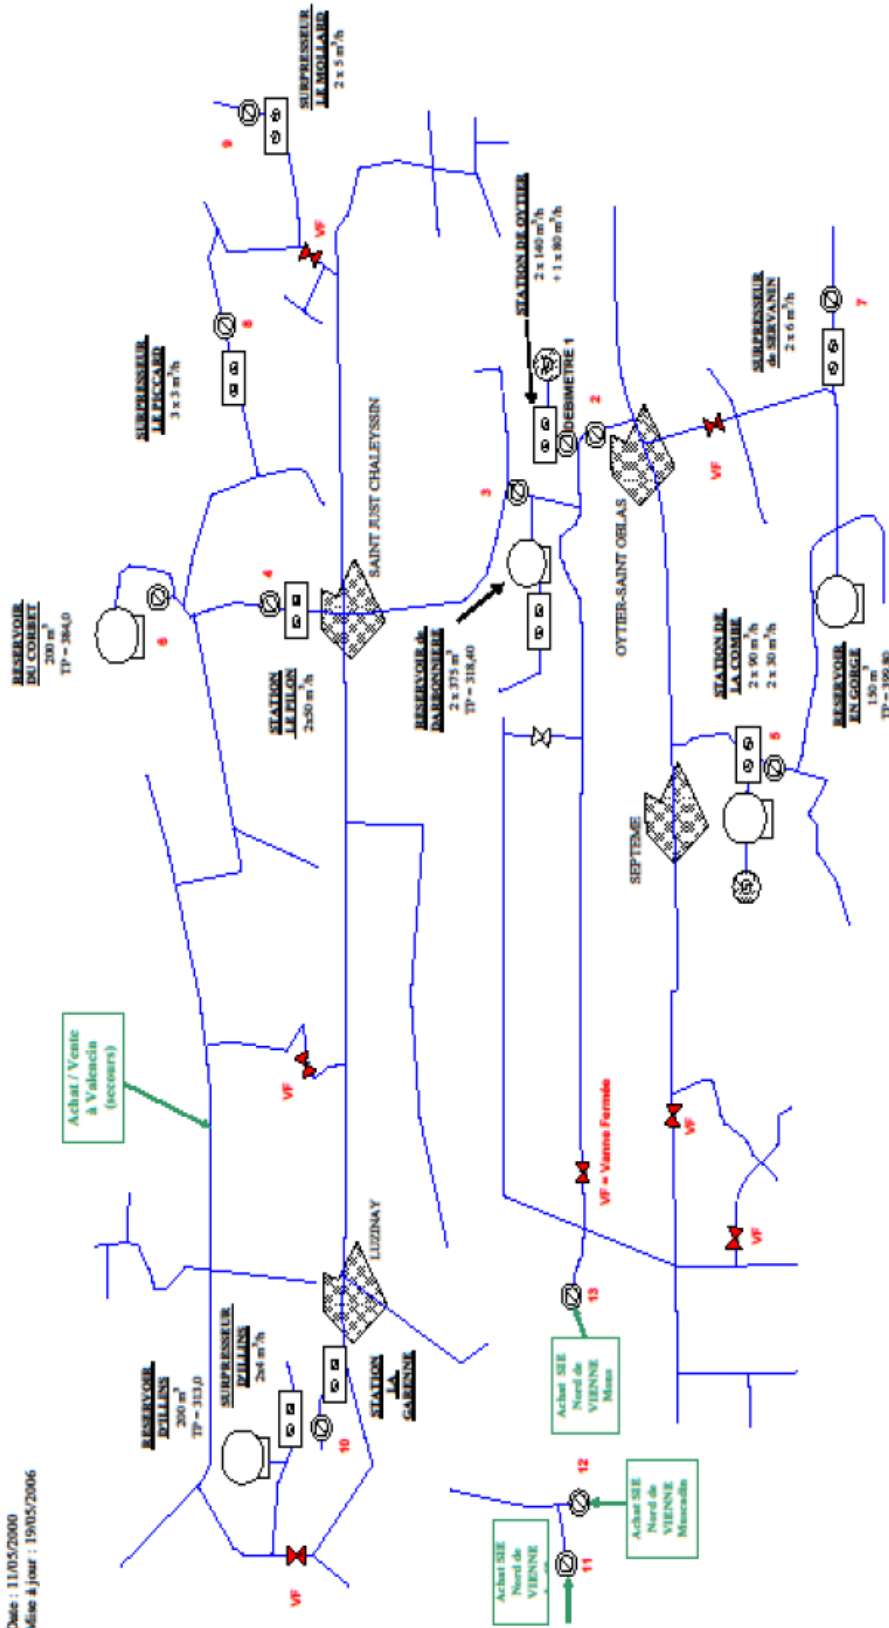 Date : 11/05/2000
Mise à jour : 19/05/2006
RESERVOIR
D'ILLINS
200 m³
TP = 313,0
SURPRESSEUR
D'ILLINS
2x4 m³/h
STATION
LA
GARENNE
10
VF
LUZINAY
Achat / Vente
à Valencin
(secours)
VF
RESERVOIR
DU CORBET
200 m³
TP = 384,0
6
4
STATION
LE PILON
2x50 m³/h
SAINT JUST CHALEYSSIN
SURPRESSEUR
LE PICCARD
3 x 3 m³/h
8
VF
9
SURPRESSEUR
LE MOLLARD
2 x 5 m³/h
Achat SIE
Nord de
VIENNE
11
Achat SIE
Nord de
VIENNE
Muscadin
12
Achat SIE
Nord de
VIENNE
Mons
13
VF = Vanne Fermée
RESERVOIR de
DARBONNIERE
2 x 375 m³
TP = 318,40
3
STATION DE OYTIER
2 x 140 m³/h
+ 1 x 80 m³/h
DEBIMETRE 1
2
OYTIER-SAINT OBLAS
VF
VF
VF
SEPTEME
STATION DE
LA COMBE
2 x 90 m³/h
2 x 30 m³/h
5
RESERVOIR
EN GORGE
150 m³
TP = 399,80
SURPRESSEUR
de SERVANIN
2 x 6 m³/h
7